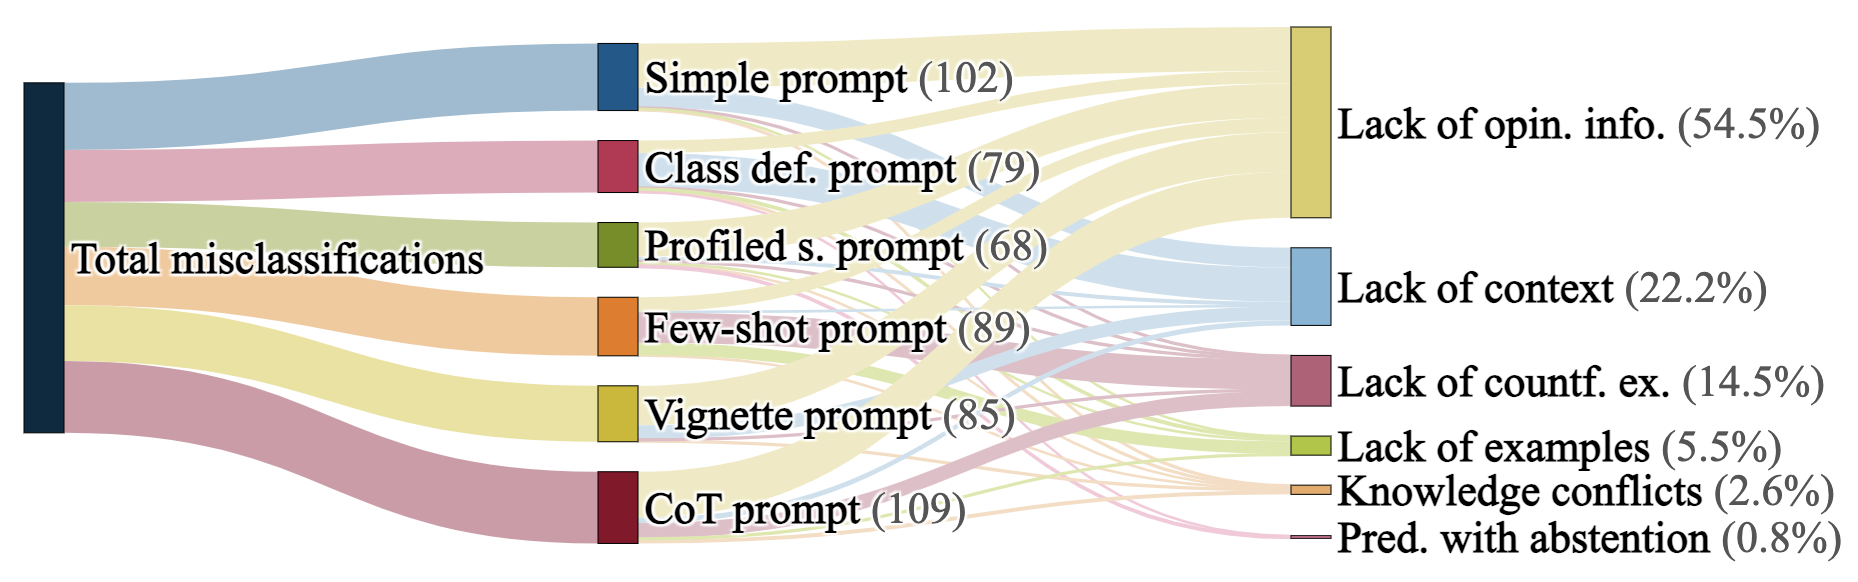 Total misclassifications
Simple prompt (102)
Class def. prompt (79)
Profiled s. prompt (68)
Few-shot prompt (89)
Vignette prompt (85)
CoT prompt (109)
Lack of opin. info. (54.5%)
Lack of context (22.2%)
Lack of countf. ex. (14.5%)
Lack of examples (5.5%)
Knowledge conflicts (2.6%)
Pred. with abstention (0.8%)